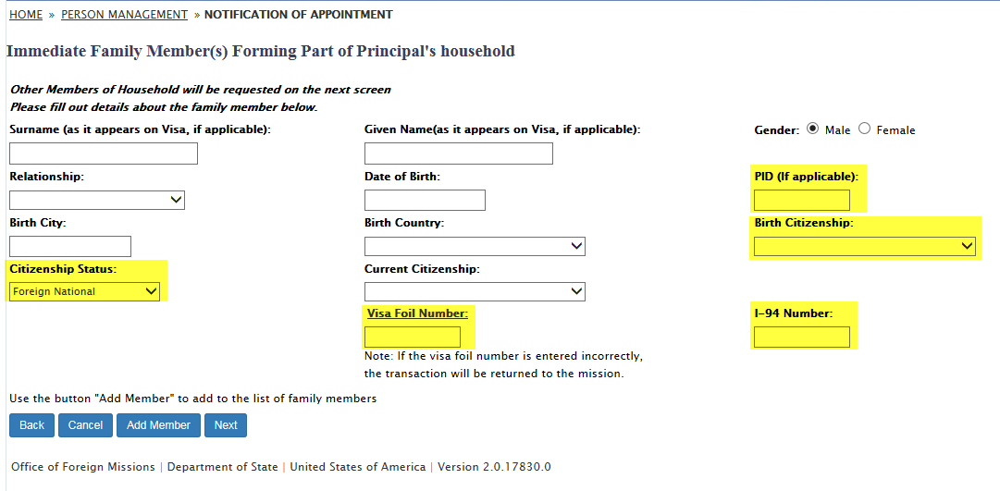 HOME » PERSON MANAGEMENT » NOTIFICATION OF APPOINTMENT
Immediate Family Member(s) Forming Part of Principal's household
Other Members of Household will be requested on the next screen
Please fill out details about the family member below.
Surname (as it appears on Visa, if applicable): Given Name(as it appears on Visa, if applicable): Gender: Male Female
Relationship: Date of Birth: PID (If applicable):
Birth City: Birth Country: Birth Citizenship:
Citizenship Status: Current Citizenship:
Foreign National
Visa Foil Number: I-94 Number:
Note: If the visa foil number is entered incorrectly,
the transaction will be returned to the mission.
Use the button "Add Member" to add to the list of family members
Back Cancel Add Member Next
Office of Foreign Missions | Department of State | United States of America | Version 2.0.17830.0